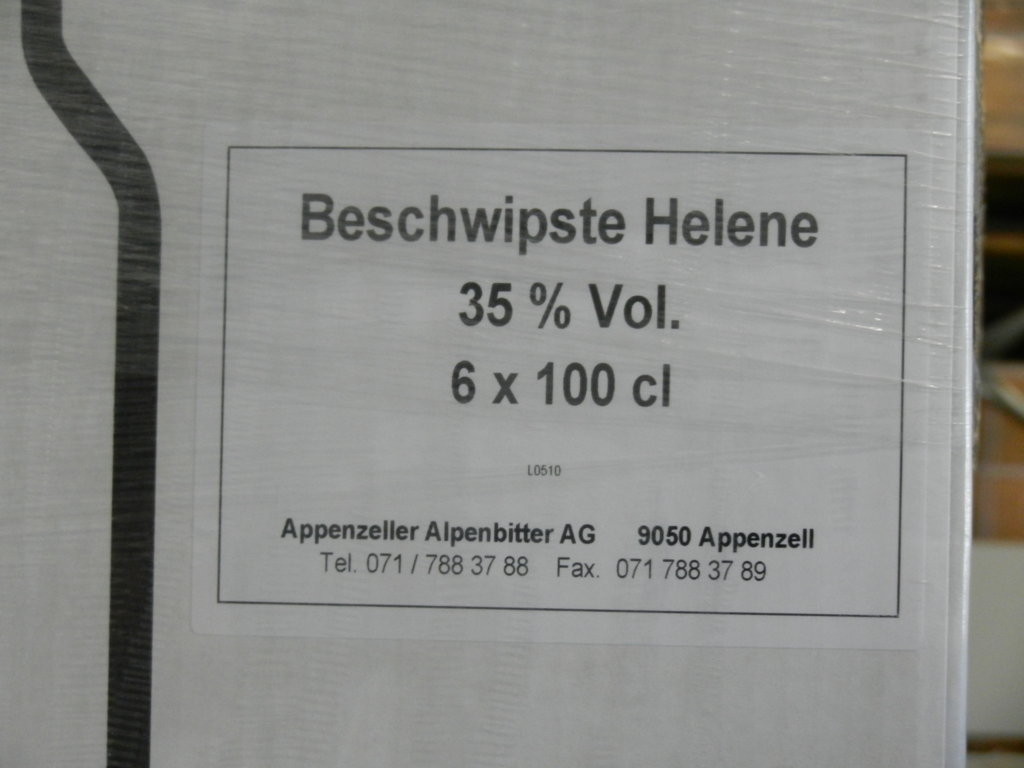 Beschwipste Helene
35 % Vol.
6 x 100 cl
L0510
Appenzeller Alpenbitter AG 9050 Appenzell
Tel. 071 / 788 37 88 Fax. 071 788 37 89